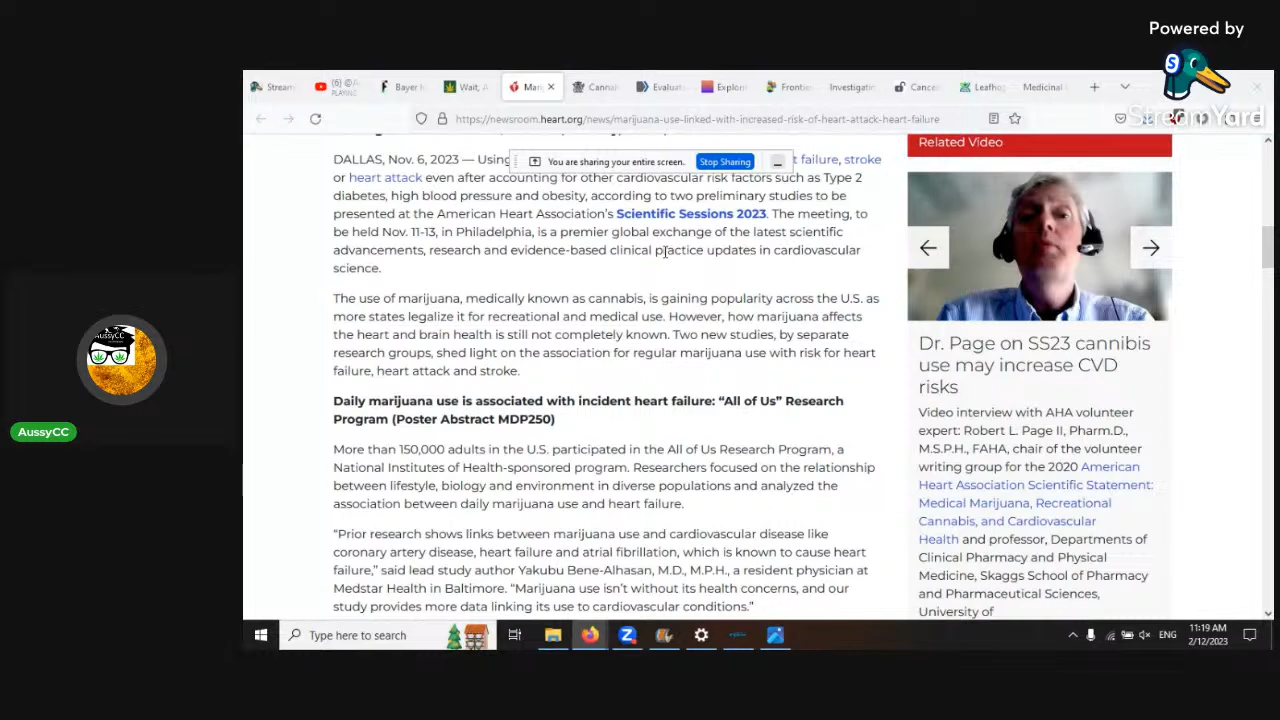 Powered by
StreamYard
Stream
(5) @A
PLAYING
Bayer N
Wait, A
Mari
Canna
Evaluat
Explori
Frontie
Investigatin
Cance
Leafho
Medicinal U
https://newsroom.heart.org/news/marijuana-use-linked-with-increased-risk-of-heart-attack-heart-failure
You are sharing your entire screen.
Stop Sharing
DALLAS, Nov. 6, 2023 — Using
t failure, stroke
or heart attack even after accounting for other cardiovascular risk factors such as Type 2
diabetes, high blood pressure and obesity, according to two preliminary studies to be
presented at the American Heart Association’s Scientific Sessions 2023. The meeting, to
be held Nov. 11-13, in Philadelphia, is a premier global exchange of the latest scientific
advancements, research and evidence-based clinical practice updates in cardiovascular
science.
The use of marijuana, medically known as cannabis, is gaining popularity across the U.S. as
more states legalize it for recreational and medical use. However, how marijuana affects
the heart and brain health is still not completely known. Two new studies, by separate
research groups, shed light on the association for regular marijuana use with risk for heart
failure, heart attack and stroke.
Daily marijuana use is associated with incident heart failure: “All of Us” Research
Program (Poster Abstract MDP250)
More than 150,000 adults in the U.S. participated in the All of Us Research Program, a
National Institutes of Health-sponsored program. Researchers focused on the relationship
between lifestyle, biology and environment in diverse populations and analyzed the
association between daily marijuana use and heart failure.
“Prior research shows links between marijuana use and cardiovascular disease like
coronary artery disease, heart failure and atrial fibrillation, which is known to cause heart
failure,” said lead study author Yakubu Bene-Alhasan, M.D., M.P.H., a resident physician at
Medstar Health in Baltimore. “Marijuana use isn’t without its health concerns, and our
study provides more data linking its use to cardiovascular conditions.”
Related Video
Dr. Page on SS23 cannibis
use may increase CVD
risks
Video interview with AHA volunteer
expert: Robert L. Page II, Pharm.D.,
M.S.P.H., FAHA, chair of the volunteer
writing group for the 2020 American
Heart Association Scientific Statement:
Medical Marijuana, Recreational
Cannabis, and Cardiovascular
Health and professor, Departments of
Clinical Pharmacy and Physical
Medicine, Skaggs School of Pharmacy
and Pharmaceutical Sciences,
University of
AussyCC
AussyCC
Type here to search
ENG
11:19 AM
2/12/2023